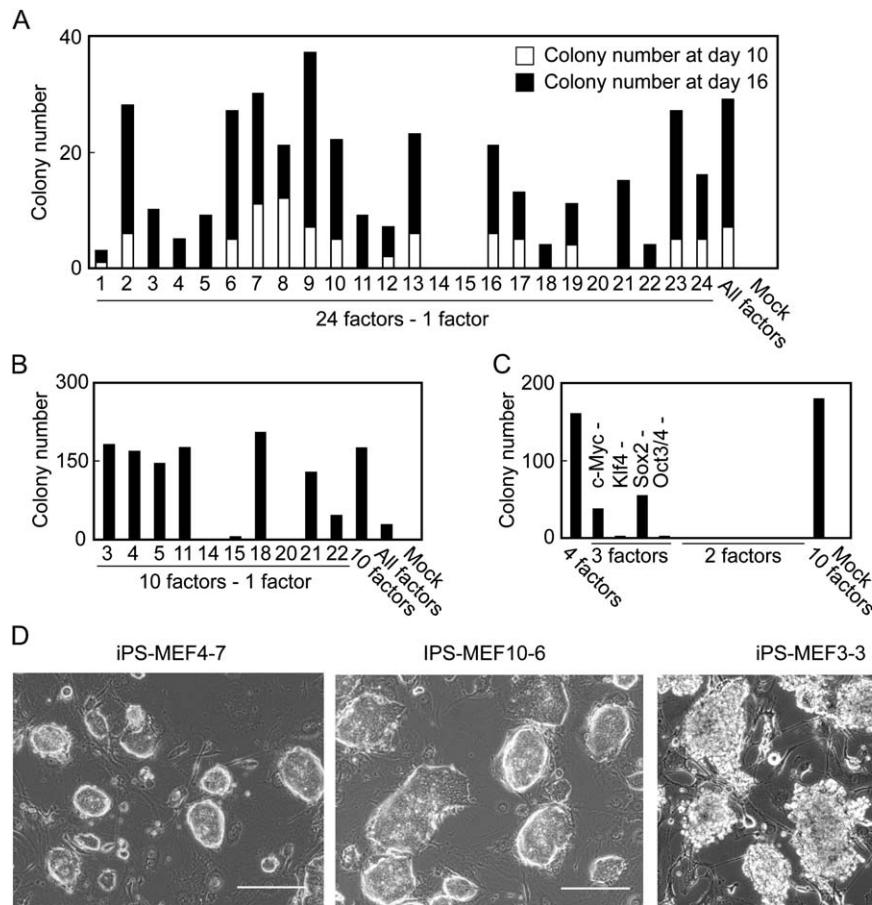 A
40
20
0
Colony number
Colony number at day 10
Colony number at day 16
1 2 3 4 5 6 7 8 9 10 11 12 13 14 15 16 17 18 19 20 21 22 23 24 All factors Mock
24 factors - 1 factor
B
300
150
0
Colony number
3 4 5 11 14 15 18 20 21 22 10 factors All factors Mock
10 factors - 1 factor
C
200
100
0
Colony number
c-Myc -
Klf4 -
Sox2 -
Oct3/4 -
4 factors 3 factors 2 factors 10 factors Mock
D
iPS-MEF4-7
IPS-MEF10-6
iPS-MEF3-3